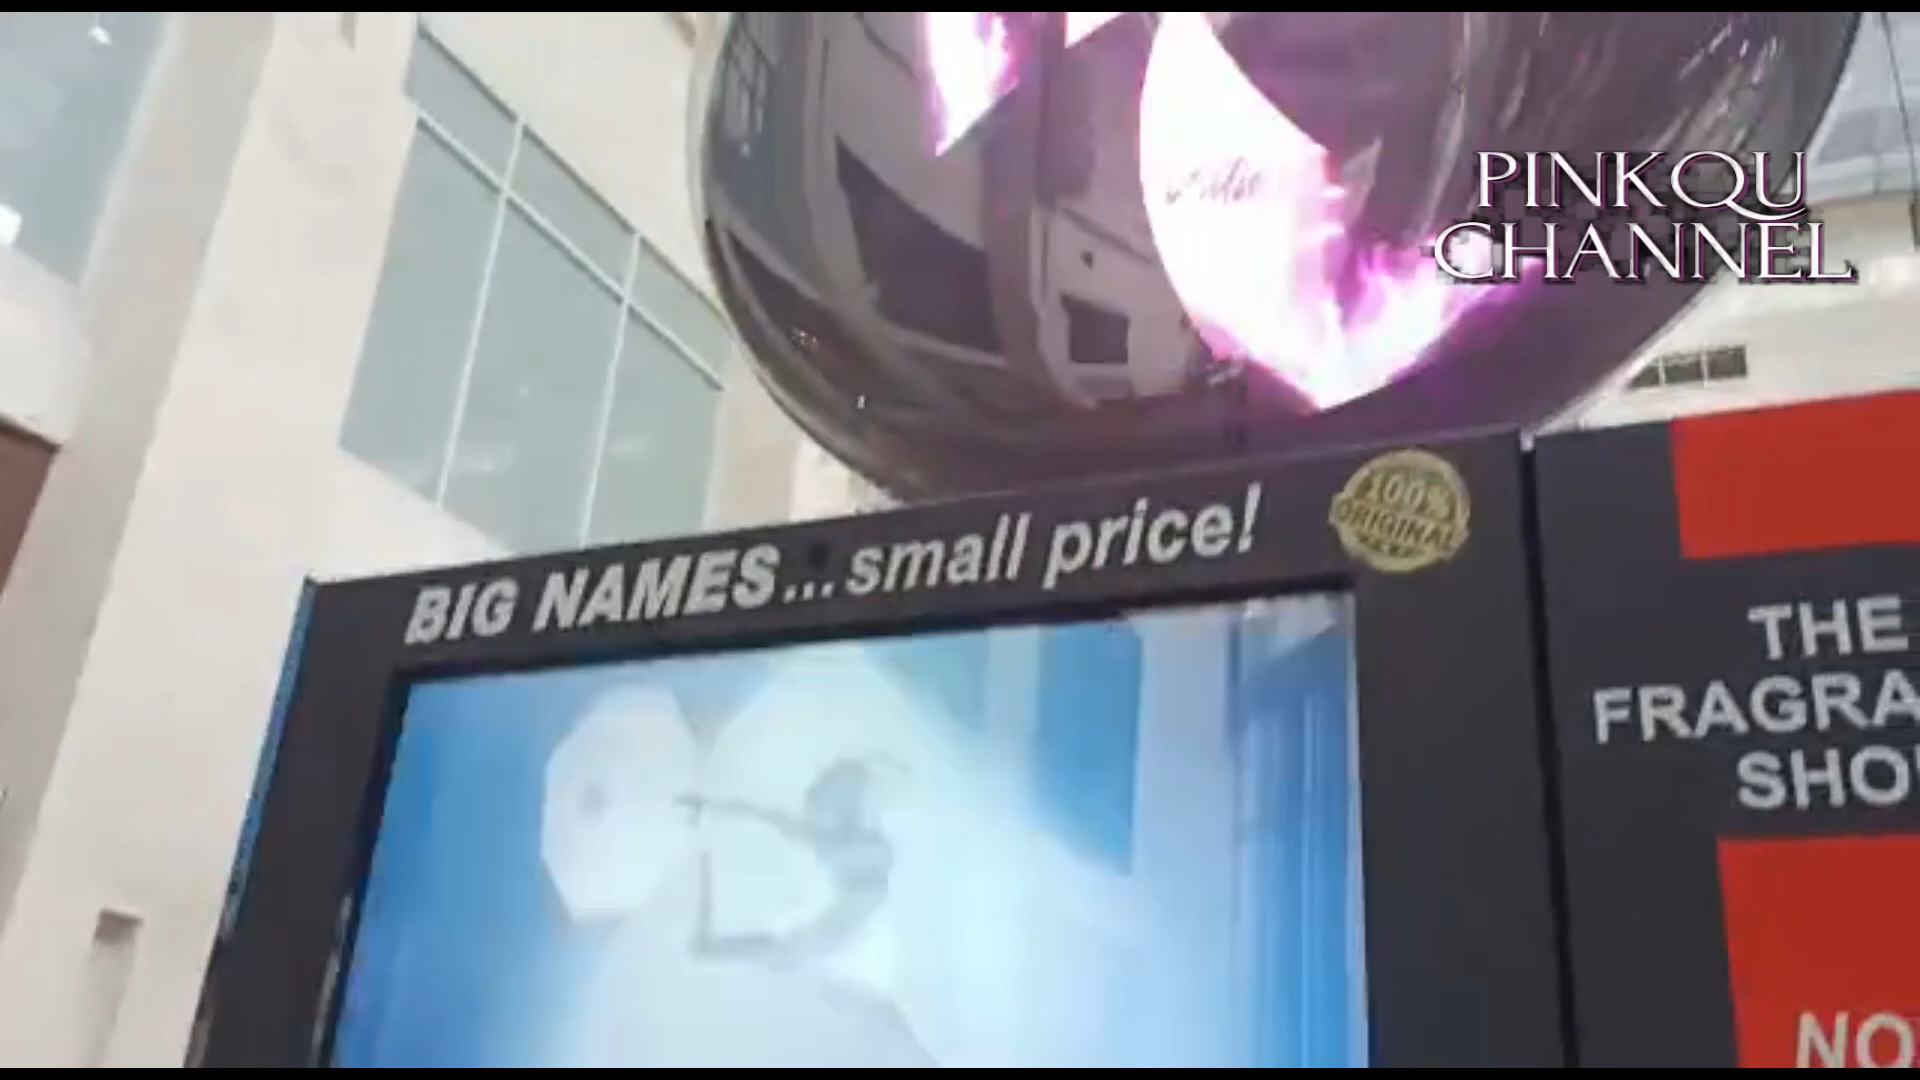 PINKQU
CHANNEL
BIG NAMES...small price!
100%
ORIGINAL
THE
FRAGRA
SHO
NO